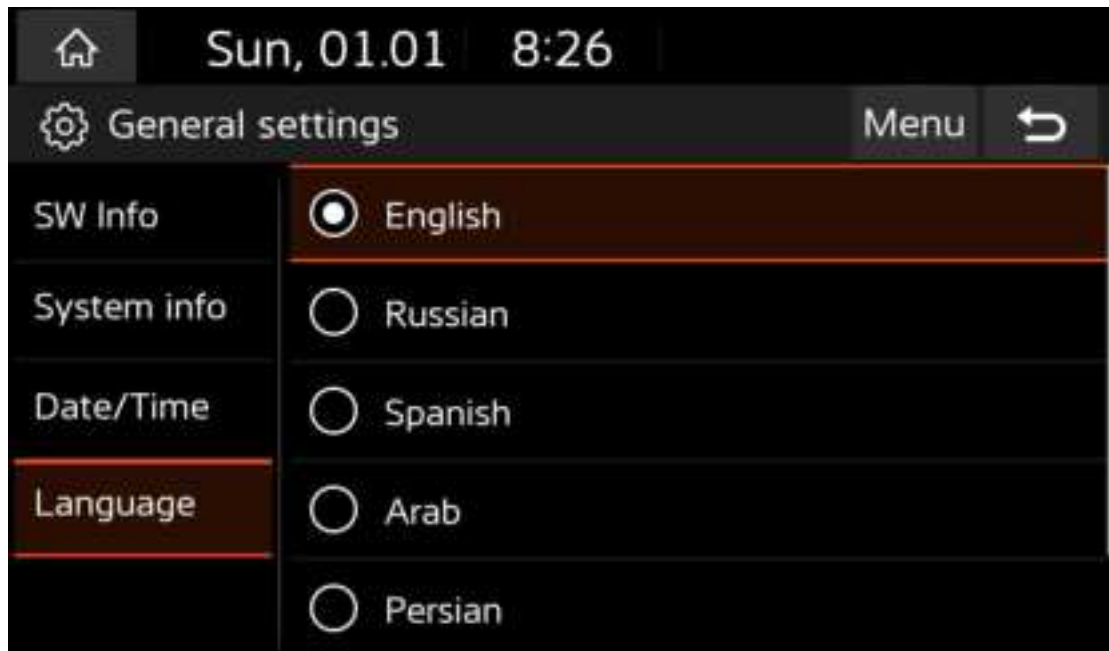 Sun, 01.01 8:26
General settings Menu
SW Info
System info
Date/Time
Language
English
Russian
Spanish
Arab
Persian